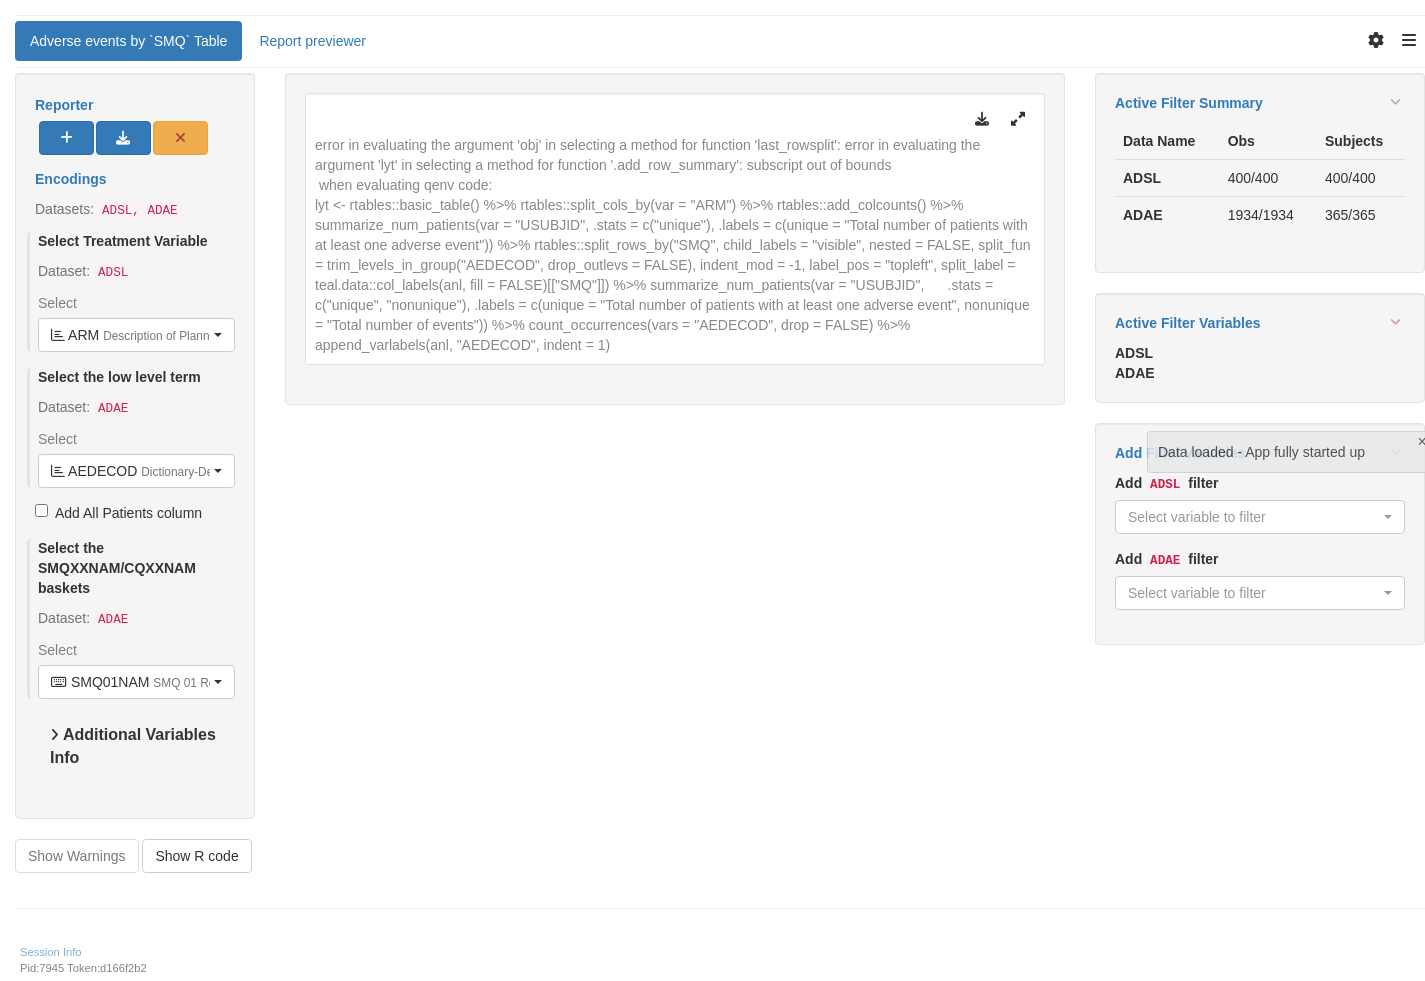 Adverse events by `SMQ` Table
Report previewer
Reporter
Encodings
Datasets: ADSL, ADAE
Select Treatment Variable
Dataset: ADSL
Select
ARM Description of Plann
Select the low level term
Dataset: ADAE
Select
AEDECOD Dictionary-De
Add All Patients column
Select the
SMQXXNAM/CQXXNAM
baskets
Dataset: ADAE
Select
SMQ01NAM SMQ 01 R
Additional Variables
Info
Show Warnings
Show R code
error in evaluating the argument 'obj' in selecting a method for function 'last_rowsplit': error in evaluating the
argument 'lyt' in selecting a method for function '.add_row_summary': subscript out of bounds
when evaluating qenv code:
lyt <- rtables::basic_table() %>% rtables::split_cols_by(var = "ARM") %>% rtables::add_colcounts() %>%
summarize_num_patients(var = "USUBJID", .stats = c("unique"), .labels = c(unique = "Total number of patients with
at least one adverse event")) %>% rtables::split_rows_by("SMQ", child_labels = "visible", nested = FALSE, split_fun
= trim_levels_in_group("AEDECOD", drop_outlevs = FALSE), indent_mod = -1, label_pos = "topleft", split_label =
teal.data::col_labels(anl, fill = FALSE)[["SMQ"]]) %>% summarize_num_patients(var = "USUBJID", .stats =
c("unique", "nonunique"), .labels = c(unique = "Total number of patients with at least one adverse event", nonunique
= "Total number of events")) %>% count_occurrences(vars = "AEDECOD", drop = FALSE) %>%
append_varlabels(anl, "AEDECOD", indent = 1)
Active Filter Summary
Data Name Obs Subjects
ADSL 400/400 400/400
ADAE 1934/1934 365/365
Active Filter Variables
ADSL
ADAE
Add
Data loaded - App fully started up
×
Add ADSL filter
Select variable to filter
Add ADAE filter
Select variable to filter
Session Info
Pid:7945 Token:d166f2b2